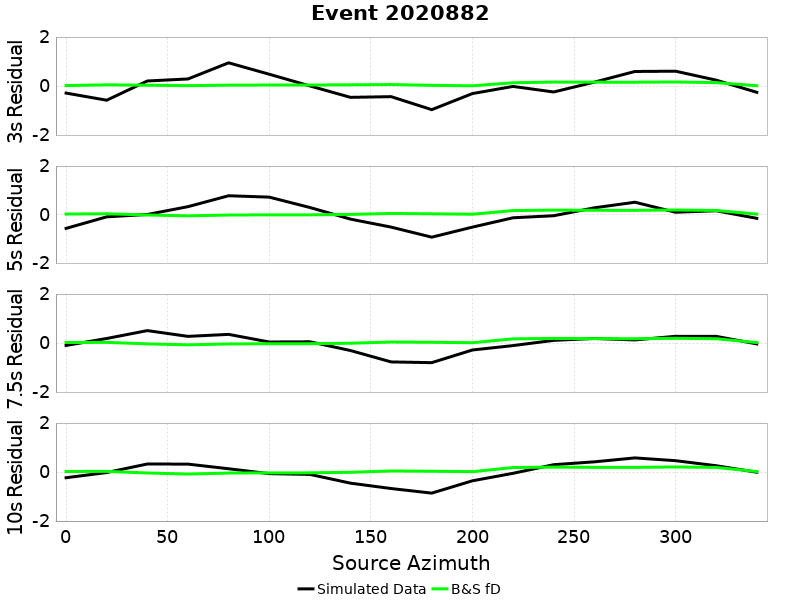 Event 2020882
3s Residual
2
0
-2
5s Residual
2
0
-2
7.5s Residual
2
0
-2
10s Residual
2
0
-2
0 50 100 150 200 250 300
Source Azimuth
Simulated Data B&S fD